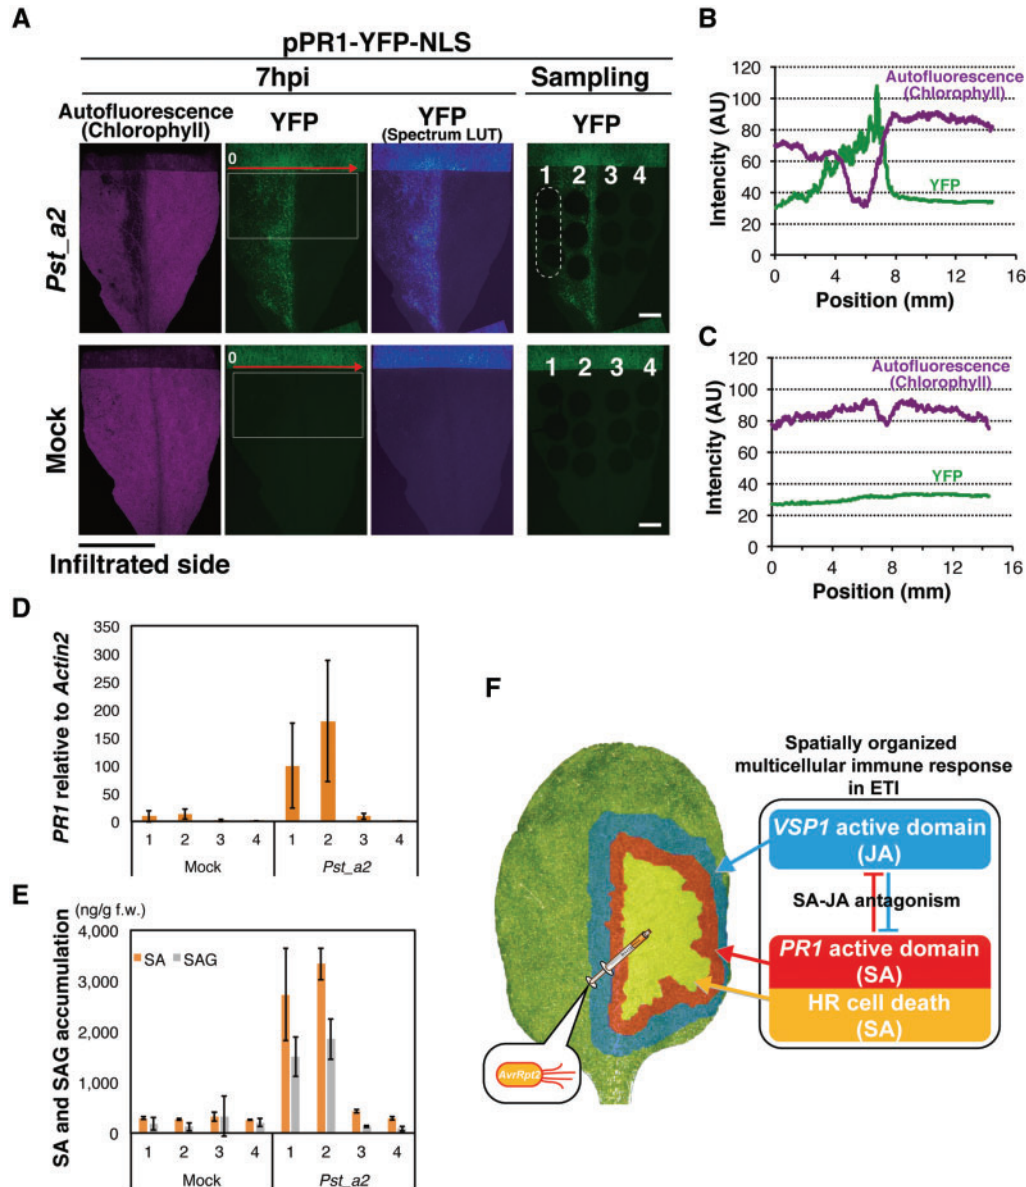 A
pPR1-YFP-NLS
7hpi
Sampling
Autofluorescence
(Chlorophyll)
YFP
YFP
(Spectrum LUT)
YFP
Pst_a2
0
1 2 3 4
Mock
0
1 2 3 4
Infiltrated side
B
Intencity (AU)
120
100
80
60
40
20
0
Autofluorescence
(Chlorophyll)
YFP
0 4 8 12 16
Position (mm)
C
Intencity (AU)
120
100
80
60
40
20
0
Autofluorescence
(Chlorophyll)
YFP
0 4 8 12 16
Position (mm)
D
PR1 relative to Actin2
350
300
250
200
150
100
50
0
1 2 3 4 1 2 3 4
Mock Pst_a2
E
(ng/g f.w.)
SA and SAG accumulation
4,000
3,000
2,000
1,000
0
SA SAG
1 2 3 4 1 2 3 4
Mock Pst_a2
F
Spatially organized
multicellular immune response
in ETI
VSP1 active domain
(JA)
SA-JA antagonism
PR1 active domain
(SA)
HR cell death
(SA)
AvrRpt2